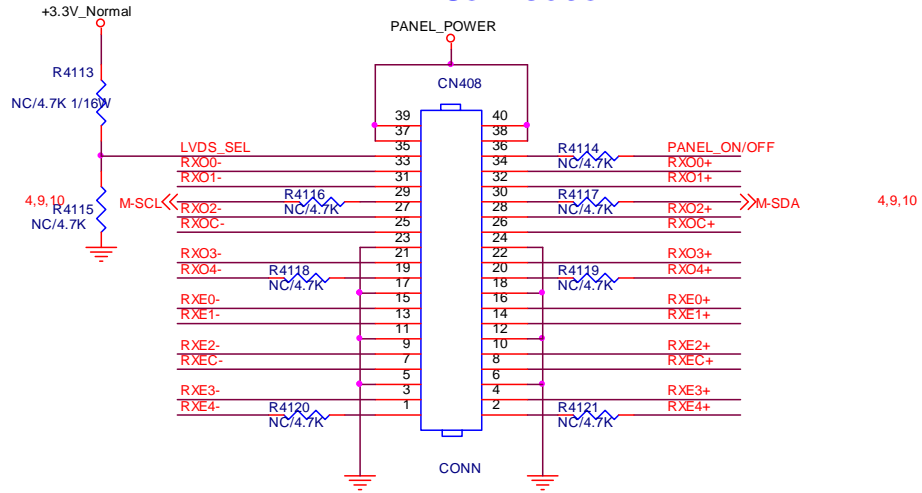 +3.3V_Normal
PANEL_POWER
R4113
NC/4.7K 1/16W
CN408
39 40
37 38
LVDS_SEL 35 36 R4114 NC/4.7K PANEL_ON/OFF
RXO0- 33 34 RXO0+
RXO1- 31 32 RXO1+
4,9,10 M-SCL R4116 NC/4.7K 29 30 R4117 NC/4.7K M-SDA 4,9,10
R4115
NC/4.7K
RXO2- 27 28 RXO2+
RXOC- 25 26 RXOC+
23 24
RXO3- 21 22 RXO3+
RXO4- R4118 NC/4.7K 19 20 R4119 NC/4.7K RXO4+
17 18
RXE0- 15 16 RXE0+
RXE1- 13 14 RXE1+
11 12
RXE2- 9 10 RXE2+
RXEC- 7 8 RXEC+
5 6
RXE3- 3 4 RXE3+
RXE4- R4120 NC/4.7K 1 2 R4121 NC/4.7K RXE4+
CONN